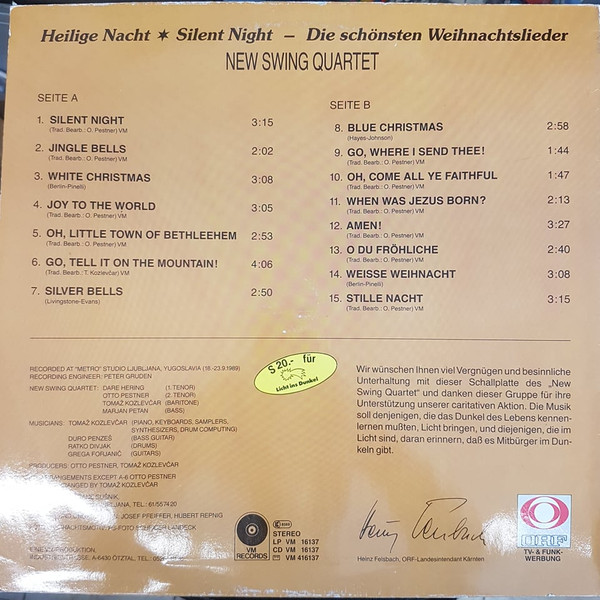 Heilige Nacht ✶ Silent Night – Die schönsten Weihnachtslieder
NEW SWING QUARTET
SEITE A
1. SILENT NIGHT 3:15
(Trad. Bearb.: O. Pestner) VM
2. JINGLE BELLS 2:02
(Trad. Bearb.: O. Pestner) VM
3. WHITE CHRISTMAS 3:08
(Berlin-Pinelli)
4. JOY TO THE WORLD 3:05
(Trad. Bearb.: O. Pestner) VM
5. OH, LITTLE TOWN OF BETHLEEHEM 2:53
(Trad. Bearb.: O. Pestner) VM
6. GO, TELL IT ON THE MOUNTAIN! 4:06
(Trad. Bearb.: T. Kozlevčar) VM
7. SILVER BELLS 2:50
(Livingstone-Evans)
SEITE B
8. BLUE CHRISTMAS 2:58
(Hayes-Johnson)
9. GO, WHERE I SEND THEE! 1:44
(Trad. Bearb.: O. Pestner) VM
10. OH, COME ALL YE FAITHFUL 1:47
(Trad. Bearb.: O. Pestner) VM
11. WHEN WAS JEZUS BORN? 2:13
(Trad. Bearb.: O. Pestner) VM
12. AMEN! 3:27
(Trad. Bearb.: O. Pestner) VM
13. O DU FRÖHLICHE 2:40
(Trad. Bearb.: O. Pestner) VM
14. WEISSE WEIHNACHT 3:08
(Berlin-Pinelli)
15. STILLE NACHT 3:15
(Trad. Bearb.: O. Pestner) VM
RECORDED AT "METRO" STUDIO LJUBLJANA, YUGOSLAVIA (18.-23.9.1989)
RECORDING ENGINEER: PETER GRUDEN
NEW SWING QUARTET: DARE HERING (1. TENOR)
OTTO PESTNER (2. TENOR)
TOMAŽ KOZLEVČAR (BARITONE)
MARJAN PETAN (BASS)
MUSICIANS: TOMAŽ KOZLEVČAR (PIANO, KEYBOARDS, SAMPLERS,
SYNTHESIZERS, DRUM COMPUTING)
DURO PENZEŠ (BASS GUITAR)
RATKO DIVJAK (DRUMS)
GREGA FORJANIČ (GUITARS)
PRODUCERS: OTTO PESTNER, TOMAŽ KOZLEVČAR
ARRANGEMENTS EXCEPT A-6 OTTO PESTNER
ARRANGED BY TOMAŽ KOZLEVČAR
LJUBLJANA, TEL.: 61/557420
JOSEF PFEIFFER, HUBERT REPNIG
LANDECK
INDUSTRIESTRASSE, A-6430 ÖTZTAL, TEL.:
S 20.- für
Licht ins Dunkel
Wir wünschen Ihnen viel Vergnügen und besinnliche
Unterhaltung mit dieser Schallplatte des „New
Swing Quartet“ und danken dieser Gruppe für ihre
Unterstützung unserer caritativen Aktion. Die Musik
soll denjenigen, die das Dunkel des Lebens kennen-
lernen mußten, Licht bringen, und diejenigen, die im
Licht sind, daran erinnern, daß es Mitbürger im Dun-
keln gibt.
Heinz Felsbach, ORF-Landesintendant Kärnten.
VM
RECORDS
STEREO
LP VM 16137
CD VM 16137
VM 416137
ORF
TV- & FUNK-
WERBUNG